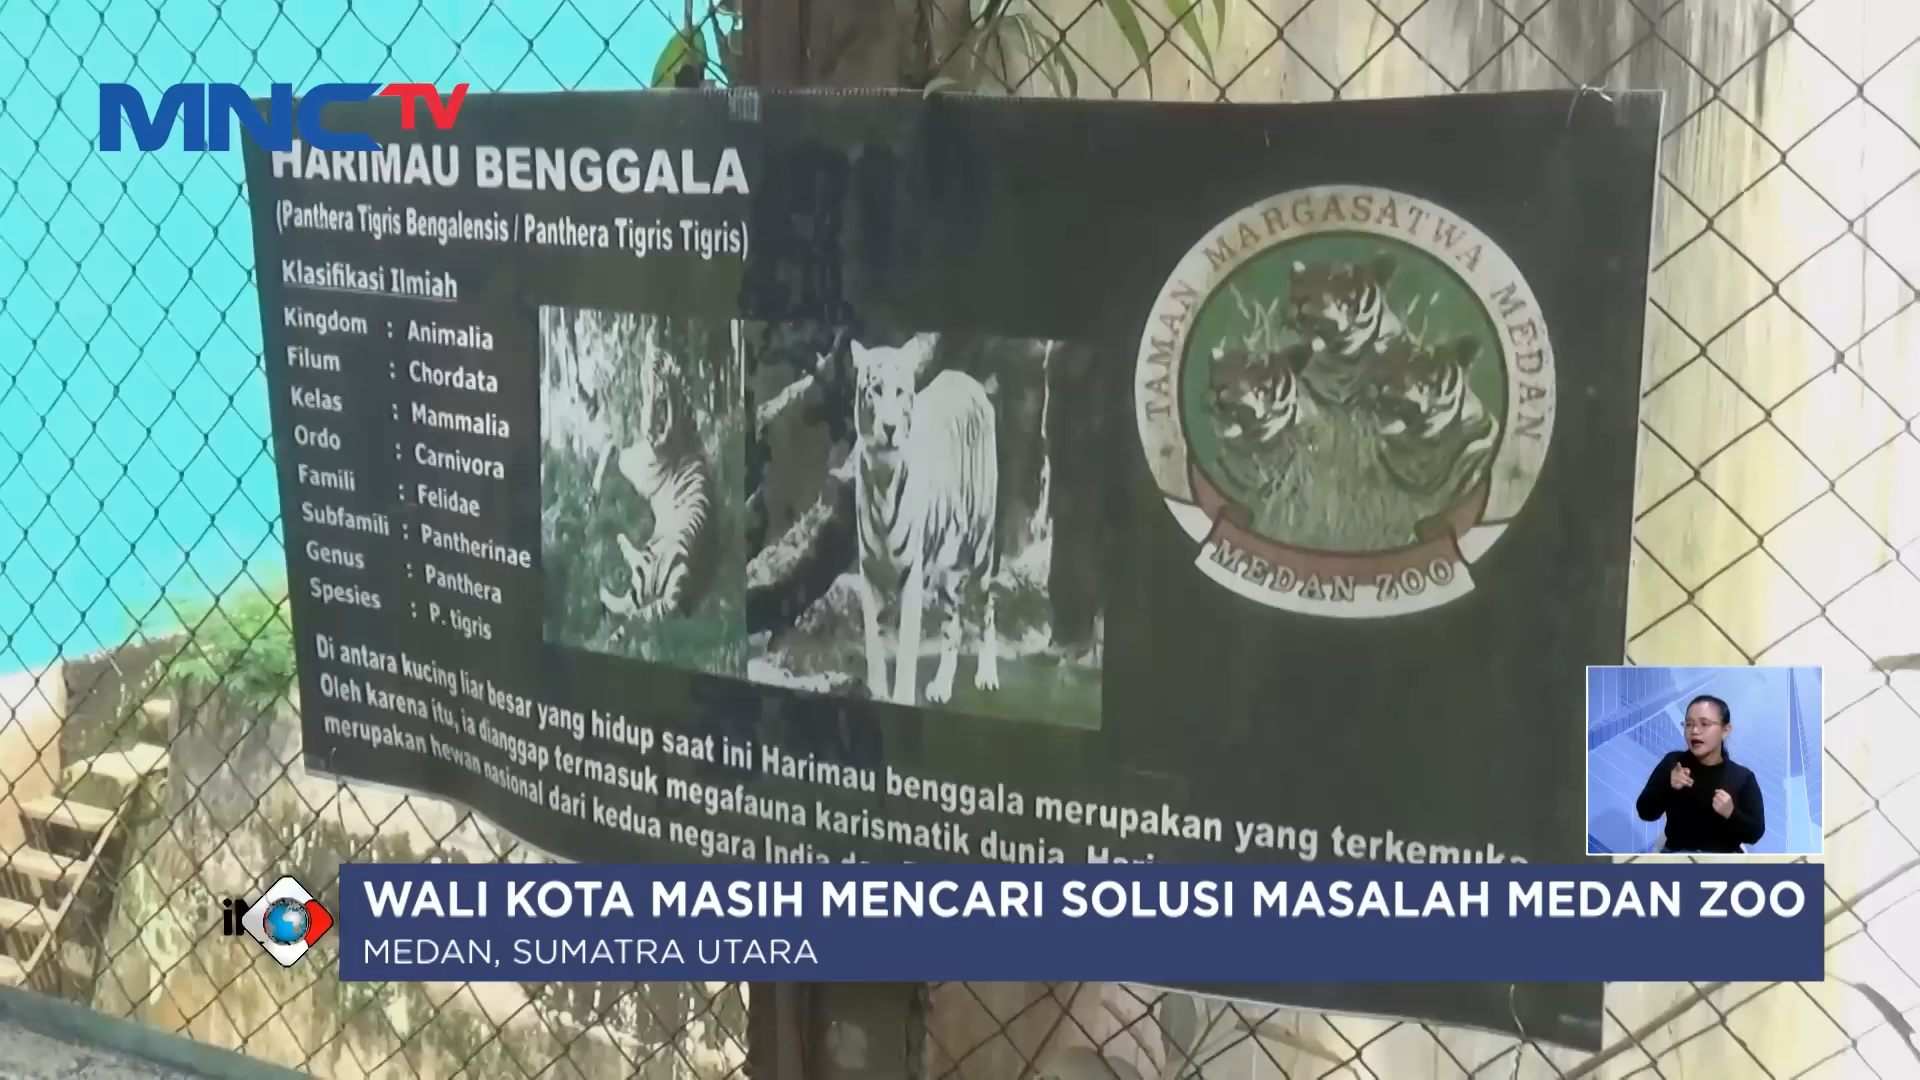 MNCTV
HARIMAU BENGGALA
(Panthera Tigris Bengalensis / Panthera Tigris Tigris)
Klasifikasi Ilmiah
Kingdom : Animalia
Filum : Chordata
Kelas : Mammalia
Ordo : Carnivora
Famili : Felidae
Subfamili : Pantherinae
Genus : Panthera
Spesies : P. tigris
TAMAN MARGASATWA MEDAN
MEDAN ZOO
Di antara kucing liar besar yang hidup saat ini Harimau benggala merupakan yang terkemuka
Oleh karena itu, ia dianggap termasuk megafauna karismatik dunia.
merupakan hewan nasional dari kedua negara India
WALI KOTA MASIH MENCARI SOLUSI MASALAH MEDAN ZOO
MEDAN, SUMATRA UTARA